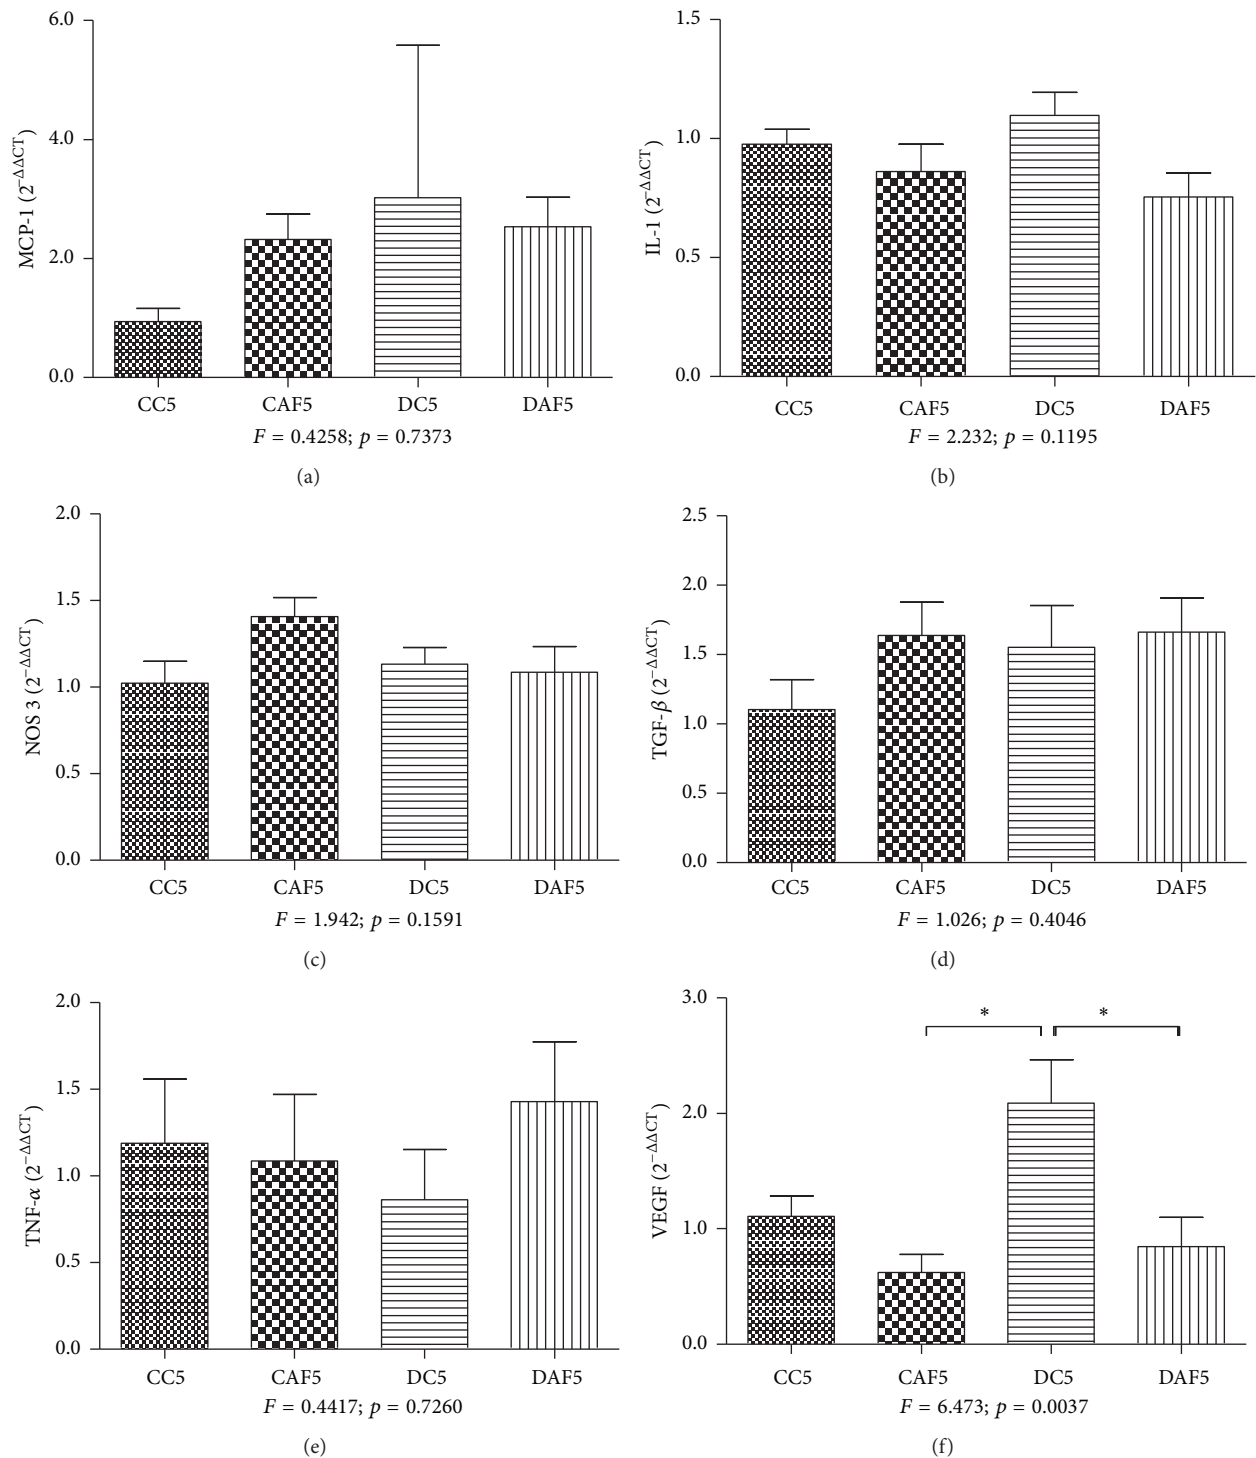 6.0
4.0
2.0
0.0
MCP-1 (2^−ΔΔCT)
CC5 CAF5 DC5 DAF5
F = 0.4258; p = 0.7373
(a)
1.5
1.0
0.5
0.0
IL-1 (2^−ΔΔCT)
CC5 CAF5 DC5 DAF5
F = 2.232; p = 0.1195
(b)
2.0
1.5
1.0
0.5
0.0
NOS 3 (2^−ΔΔCT)
CC5 CAF5 DC5 DAF5
F = 1.942; p = 0.1591
(c)
2.5
2.0
1.5
1.0
0.5
0.0
TGF-β (2^−ΔΔCT)
CC5 CAF5 DC5 DAF5
F = 1.026; p = 0.4046
(d)
2.0
1.5
1.0
0.5
0.0
TNF-α (2^−ΔΔCT)
CC5 CAF5 DC5 DAF5
F = 0.4417; p = 0.7260
(e)
3.0
2.0
1.0
0.0
VEGF (2^−ΔΔCT)
* *
CC5 CAF5 DC5 DAF5
F = 6.473; p = 0.0037
(f)